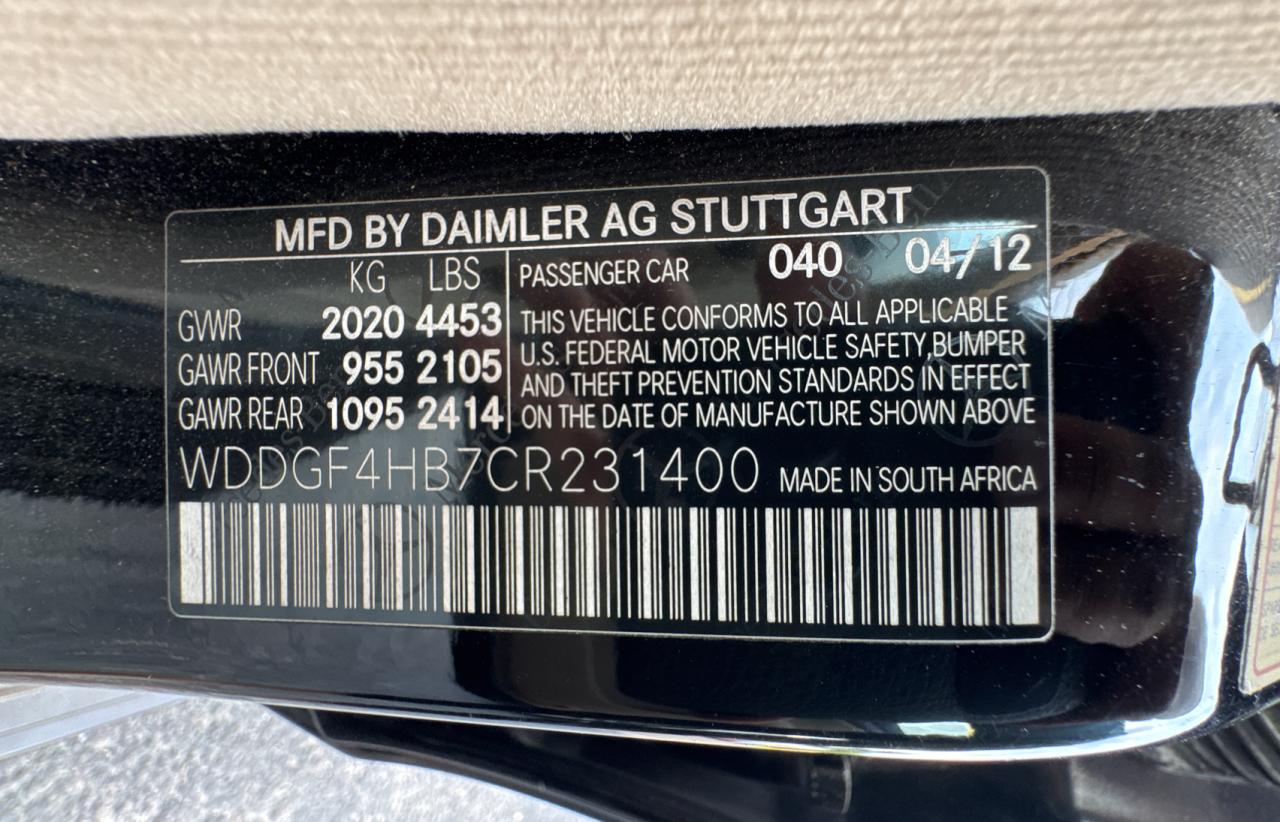 MFD BY DAIMLER AG STUTTGART
KG LBS
GVWR 2020 4453
GAWR FRONT 955 2105
GAWR REAR 1095 2414
PASSENGER CAR 040 04/12
THIS VEHICLE CONFORMS TO ALL APPLICABLE
U.S. FEDERAL MOTOR VEHICLE SAFETY, BUMPER
AND THEFT PREVENTION STANDARDS IN EFFECT
ON THE DATE OF MANUFACTURE SHOWN ABOVE
WDDGF4HB7CR231400 MADE IN SOUTH AFRICA